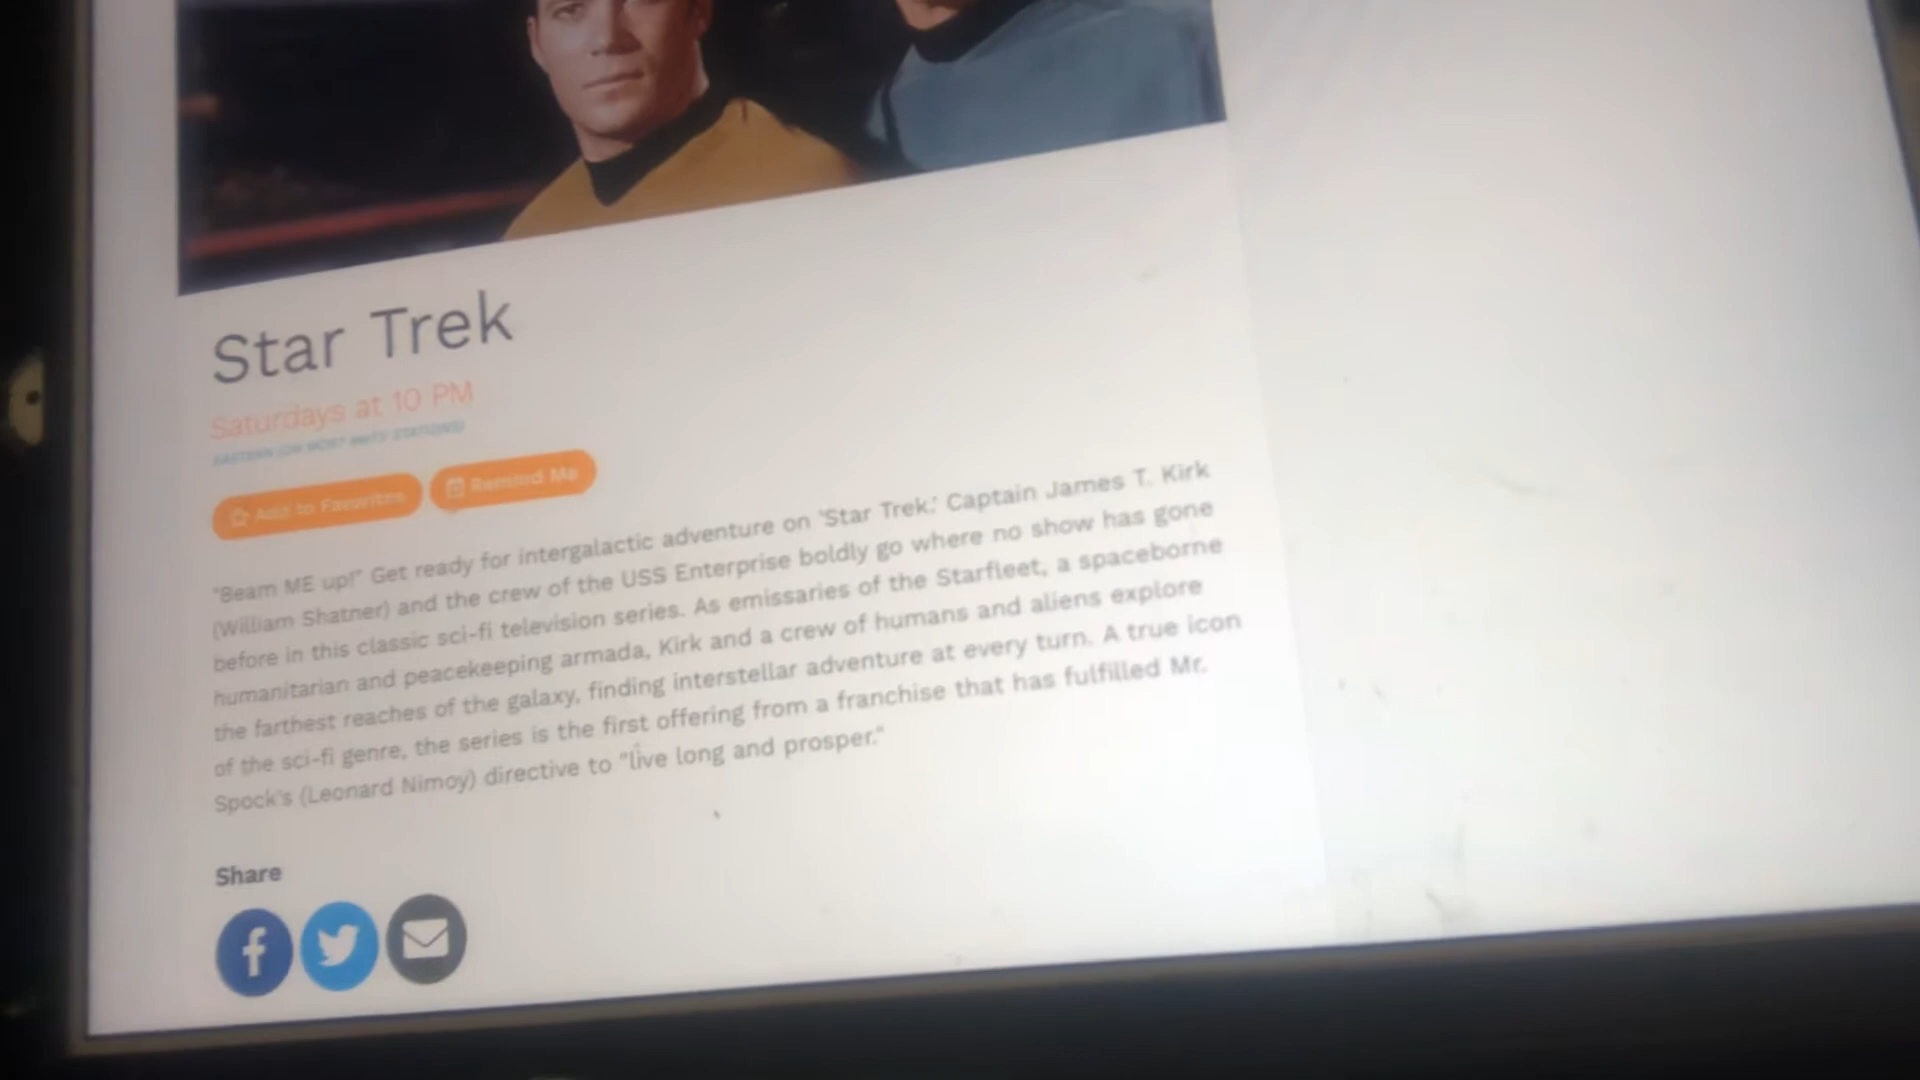 Star Trek
Saturdays at 10 PM
EASTERN (ON MOST MeTV STATIONS)
Add to Favorites Remind Me
"Beam ME up!" Get ready for intergalactic adventure on 'Star Trek.' Captain James T. Kirk
(William Shatner) and the crew of the USS Enterprise boldly go where no show has gone
before in this classic sci-fi television series. As emissaries of the Starfleet, a spaceborne
humanitarian and peacekeeping armada, Kirk and a crew of humans and aliens explore
the farthest reaches of the galaxy, finding interstellar adventure at every turn. A true icon
of the sci-fi genre, the series is the first offering from a franchise that has fulfilled Mr.
Spock's (Leonard Nimoy) directive to "live long and prosper."
Share